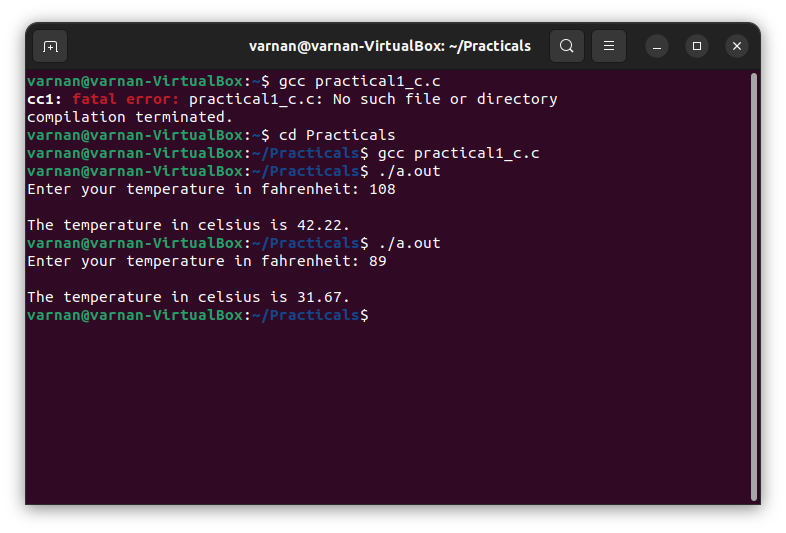 varnan@varnan-VirtualBox: ~/Practicals
varnan@varnan-VirtualBox:~$ gcc practical1_c.c
cc1: fatal error: practical1_c.c: No such file or directory
compilation terminated.
varnan@varnan-VirtualBox:~$ cd Practicals
varnan@varnan-VirtualBox:~/Practicals$ gcc practical1_c.c
varnan@varnan-VirtualBox:~/Practicals$ ./a.out
Enter your temperature in fahrenheit: 108
The temperature in celsius is 42.22.
varnan@varnan-VirtualBox:~/Practicals$ ./a.out
Enter your temperature in fahrenheit: 89
The temperature in celsius is 31.67.
varnan@varnan-VirtualBox:~/Practicals$